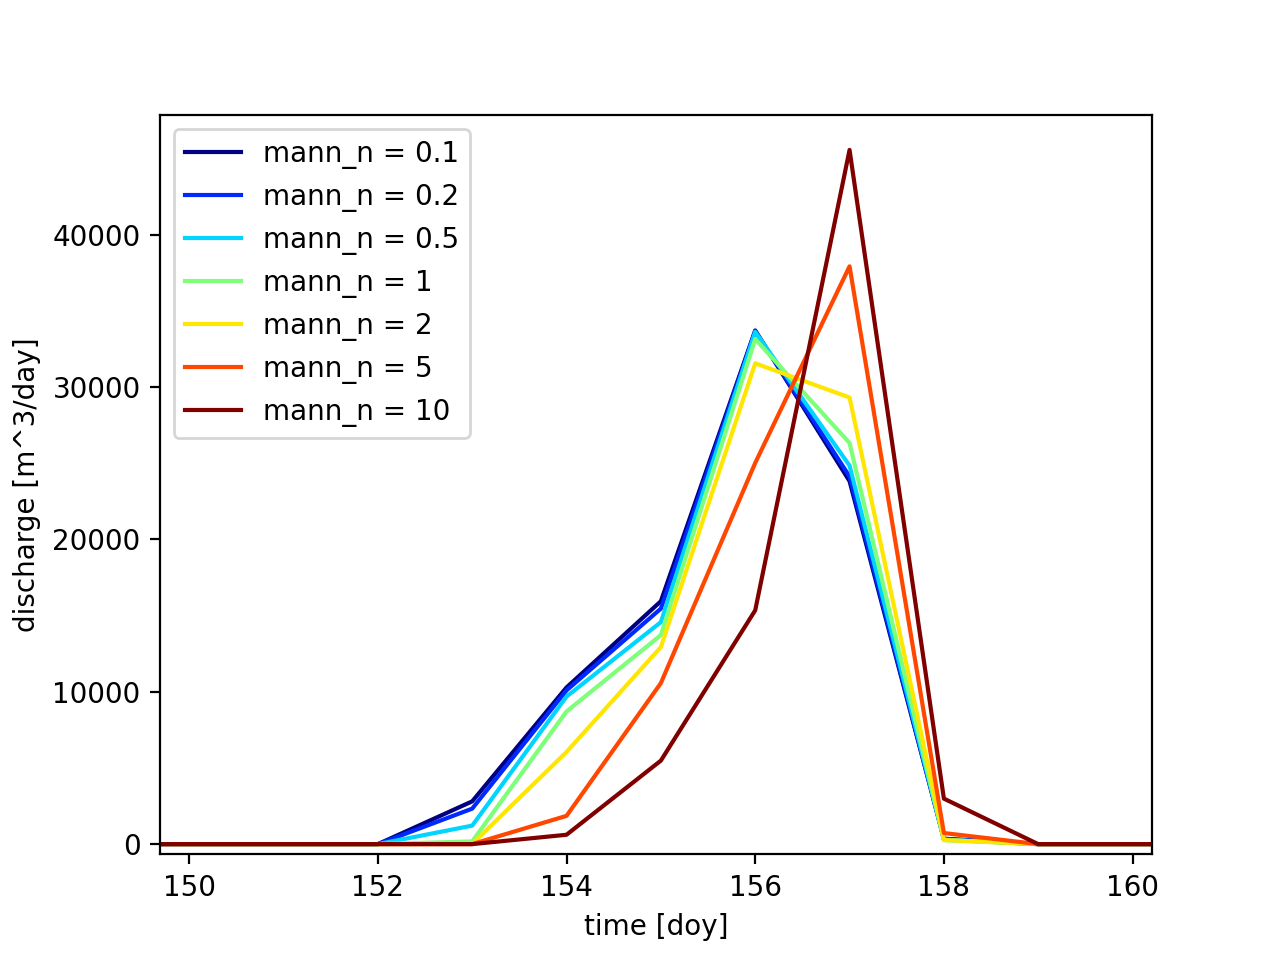 mann_n = 0.1
mann_n = 0.2
mann_n = 0.5
mann_n = 1
mann_n = 2
mann_n = 5
mann_n = 10
40000
30000
20000
10000
0
discharge [m^3/day]
150 152 154 156 158 160
time [doy]